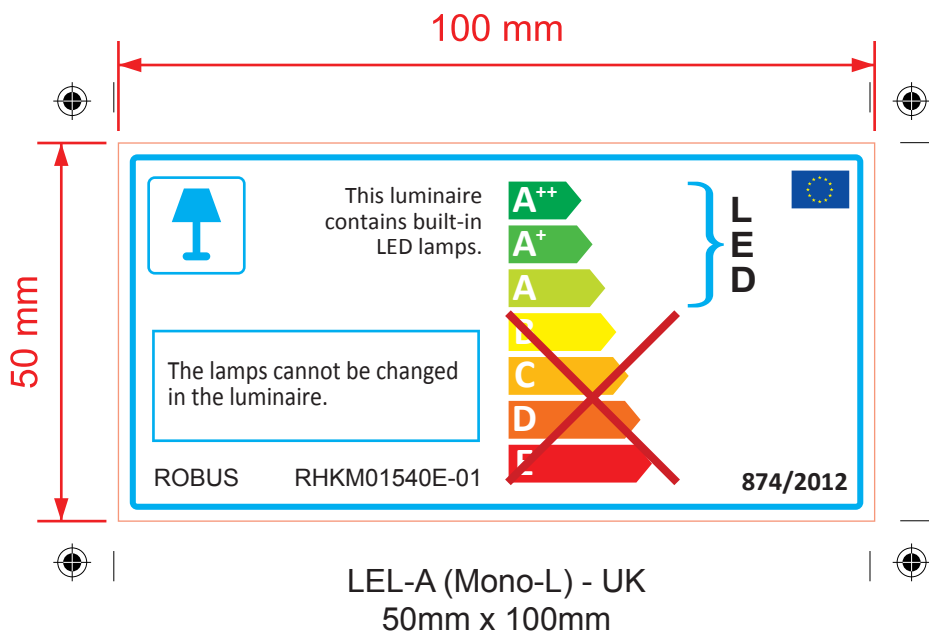 100 mm
50 mm
This luminaire
contains built-in
LED lamps.
A++
A+
A
B
C
D
E
L
E
D
The lamps cannot be changed
in the luminaire.
ROBUS RHKM01540E-01
874/2012
LEL-A (Mono-L) - UK
50mm x 100mm